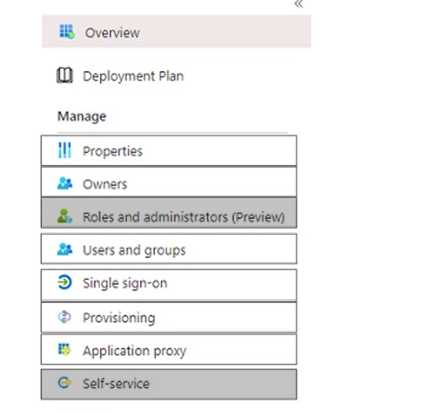 «
Overview
Deployment Plan
Manage
Properties
Owners
Roles and administrators (Preview)
Users and groups
Single sign-on
Provisioning
Application proxy
Self-service